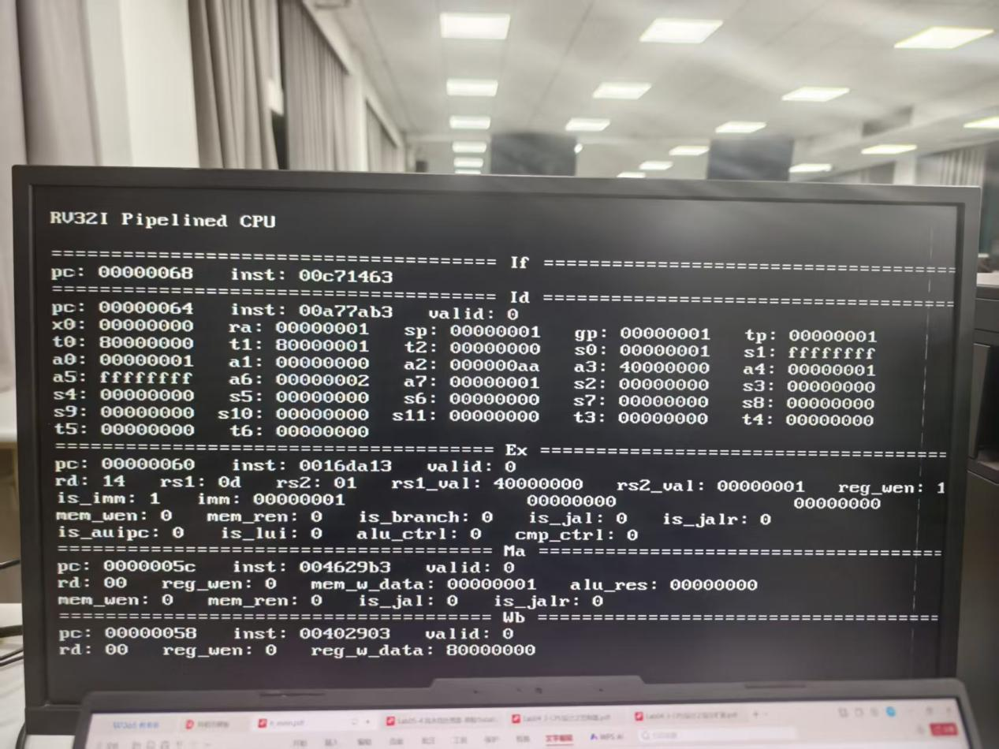 RV32I Pipelined CPU
===================================== If =====================================
pc: 00000068 inst: 00c71463
===================================== Id =====================================
pc: 00000064 inst: 00a77ab3 valid: 0
x0: 00000000 ra: 00000001 sp: 00000001 gp: 00000001 tp: 00000001
t0: 80000000 t1: 80000001 t2: 00000000 s0: 00000001 s1: ffffffff
a0: 00000001 a1: 00000000 a2: 000000aa a3: 40000000 a4: 00000001
a5: ffffffff a6: 00000002 a7: 00000001 s2: 00000000 s3: 00000000
s4: 00000000 s5: 00000000 s6: 00000000 s7: 00000000 s8: 00000000
s9: 00000000 s10: 00000000 s11: 00000000 t3: 00000000 t4: 00000000
t5: 00000000 t6: 00000000
===================================== Ex =====================================
pc: 00000060 inst: 0016da13 valid: 0
rd: 14 rs1: 0d rs2: 01 rs1_val: 40000000 rs2_val: 00000001 reg_wen: 1
is_imm: 1 imm: 00000001 00000000 00000000
mem_wen: 0 mem_ren: 0 is_branch: 0 is_jal: 0 is_jalr: 0
is_auipc: 0 is_lui: 0 alu_ctrl: 0 cmp_ctrl: 0
===================================== Ma =====================================
pc: 0000005c inst: 004629b3 valid: 0
rd: 00 reg_wen: 0 mem_w_data: 00000001 alu_res: 00000000
mem_wen: 0 mem_ren: 0 is_jal: 0 is_jalr: 0
===================================== Wb =====================================
pc: 00000058 inst: 00402903 valid: 0
rd: 00 reg_wen: 0 reg_w_data: 80000000
WPS AI